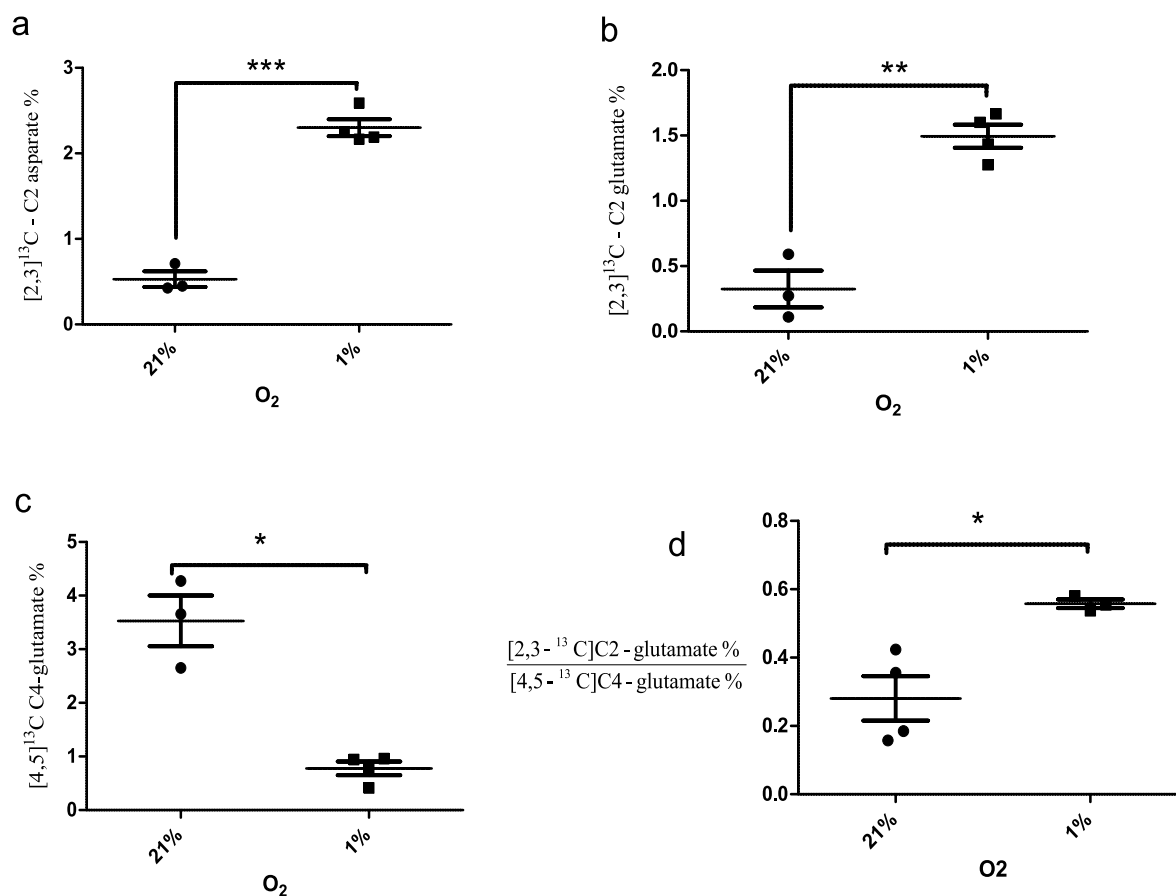 a
***
3
2
1
0
[2,3]¹³C - C2 asparate %
21%
1%
O₂
b
**
2.0
1.5
1.0
0.5
0.0
[2,3]¹³C - C2 glutamate %
21%
1%
O₂
c
*
5
4
3
2
1
0
[4,5]¹³C C4-glutamate %
21%
1%
O₂
d
*
0.8
0.6
0.4
0.2
0.0
[2,3-¹³ C]C2 - glutamate %
[4,5-¹³ C]C4 - glutamate %
21%
1%
O2